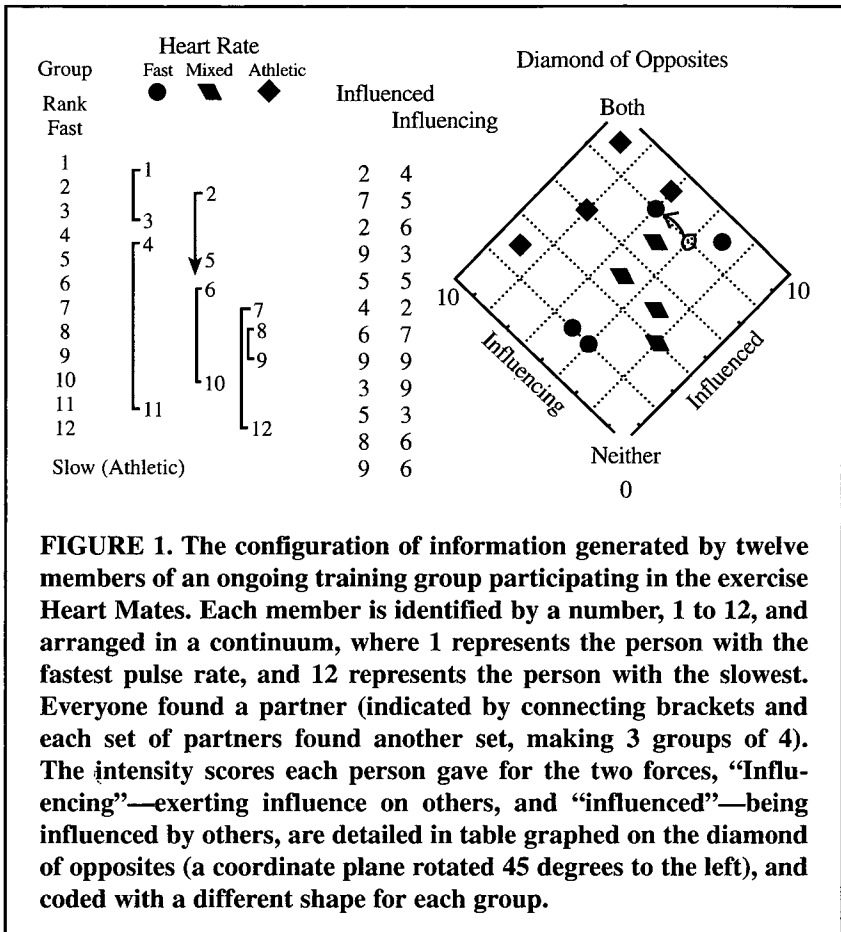 Heart Rate
Group Fast Mixed Athletic
Rank
Fast
1 1
2 2
3 3
4 4
5 5
6 6
7 7
8 8
9 9
10 10
11 11
12 12
Slow (Athletic)
Influenced
Influencing
2 4
7 5
2 6
9 3
5 5
4 2
6 7
9 9
3 9
5 3
8 6
9 6
Diamond of Opposites
Both
10 10
Influencing Influenced
Neither
0
FIGURE 1. The configuration of information generated by twelve
members of an ongoing training group participating in the exercise
Heart Mates. Each member is identified by a number, 1 to 12, and
arranged in a continuum, where 1 represents the person with the
fastest pulse rate, and 12 represents the person with the slowest.
Everyone found a partner (indicated by connecting brackets and
each set of partners found another set, making 3 groups of 4).
The intensity scores each person gave for the two forces, “Influ-
encing”—exerting influence on others, and “influenced”—being
influenced by others, are detailed in table graphed on the diamond
of opposites (a coordinate plane rotated 45 degrees to the left), and
coded with a different shape for each group.